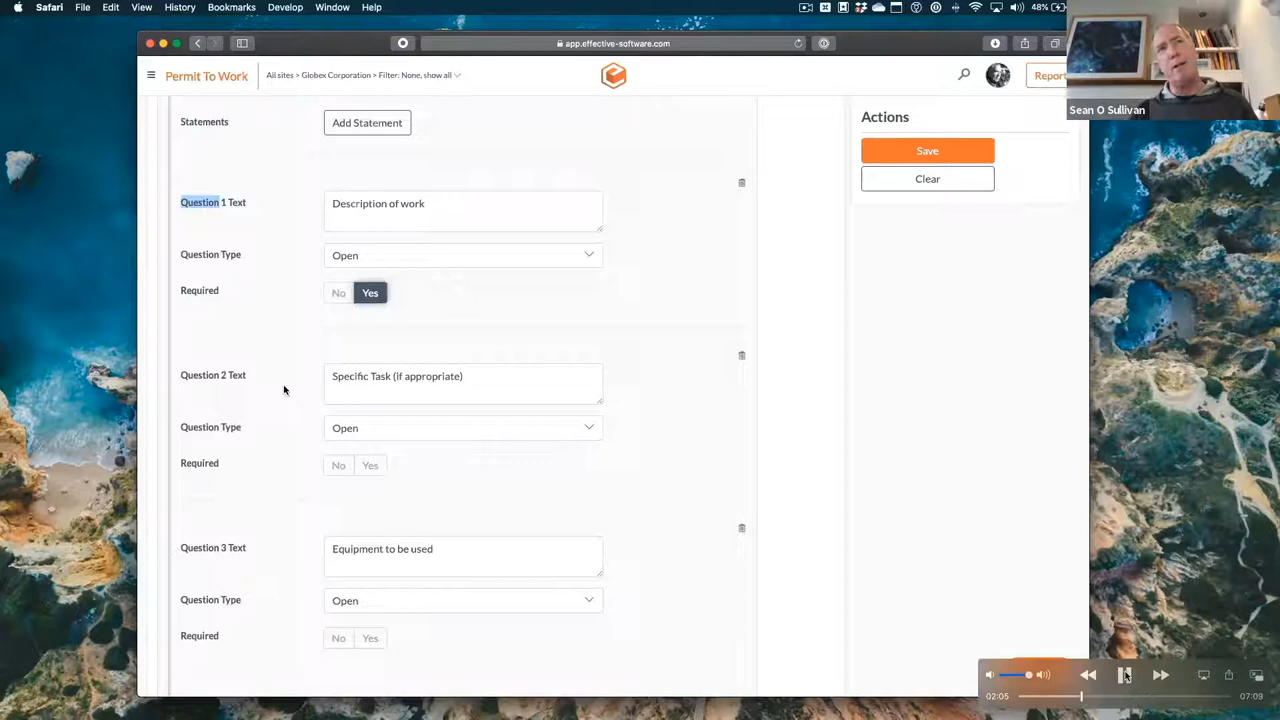 Safari File Edit View History Bookmarks Develop Window Help 48%
app.effective-software.com
Permit To Work All sites > Globex Corporation > Filter: None, show all
Report
Sean O Sullivan
Statements Add Statement
Actions
Save
Clear
Question 1 Text Description of work
Question Type Open
Required No Yes
Question 2 Text Specific Task (if appropriate)
Question Type Open
Required No Yes
Question 3 Text Equipment to be used
Question Type Open
Required No Yes
02:05 07:09